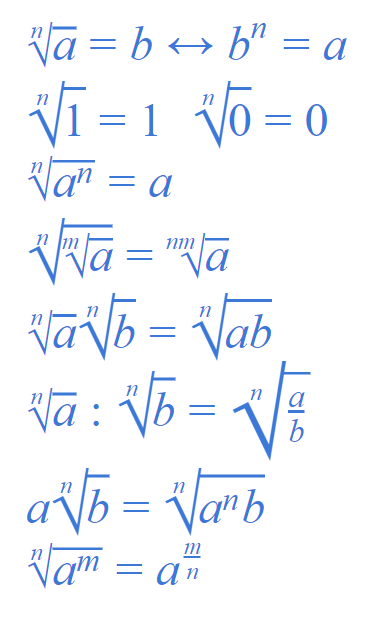 ⁿ√a = b ↔ bⁿ = a
ⁿ√1 = 1 ⁿ√0 = 0
ⁿ√(aⁿ) = a
ⁿ√(ᵐ√a) = ⁿᵐ√a
ⁿ√a ⁿ√b = ⁿ√(ab)
ⁿ√a : ⁿ√b = ⁿ√(a/b)
a ⁿ√b = ⁿ√(aⁿb)
ⁿ√(aᵐ) = a^(m/n)